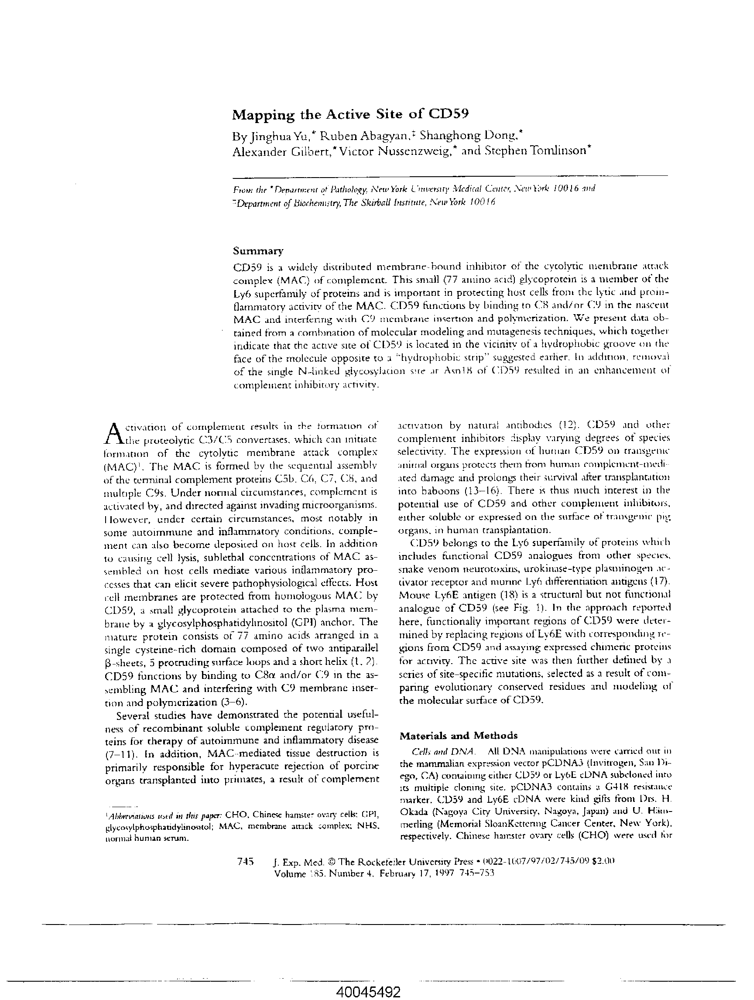 Mapping the Active Site of CD59
By Jinghua Yu,* Ruben Abagyan,‡ Shanghong Dong,*
Alexander Gilbert,* Victor Nussenzweig,* and Stephen Tomlinson*
From the *Department of Pathology, New York University Medical Center, New York 10016 and
‡Department of Biochemistry, The Skirball Institute, New York 10016
Summary
CD59 is a widely distributed membrane-bound inhibitor of the cytolytic membrane attack
complex (MAC) of complement. This small (77 amino acid) glycoprotein is a member of the
Ly6 superfamily of proteins and is important in protecting host cells from the lytic and proin-
flammatory activity of the MAC. CD59 functions by binding to C8 and/or C9 in the nascent
MAC and interfering with C9 membrane insertion and polymerization. We present data ob-
tained from a combination of molecular modeling and mutagenesis techniques, which together
indicate that the active site of CD59 is located in the vicinity of a hydrophobic groove on the
face of the molecule opposite to a "hydrophobic strip" suggested earlier. In addition, removal
of the single N-linked glycosylation site at Asn18 of CD59 resulted in an enhancement of
complement inhibitory activity.
Activation of complement results in the formation of
the proteolytic C3/C5 convertases, which can initiate
formation of the cytolytic membrane attack complex
(MAC)¹. The MAC is formed by the sequential assembly
of the terminal complement proteins C5b, C6, C7, C8, and
multiple C9s. Under normal circumstances, complement is
activated by, and directed against invading microorganisms.
However, under certain circumstances, most notably in
some autoimmune and inflammatory conditions, comple-
ment can also become deposited on host cells. In addition
to causing cell lysis, sublethal concentrations of MAC as-
sembled on host cells mediate various inflammatory pro-
cesses that can elicit severe pathophysiological effects. Host
cell membranes are protected from homologous MAC by
CD59, a small glycoprotein attached to the plasma mem-
brane by a glycosylphosphatidylinositol (GPI) anchor. The
mature protein consists of 77 amino acids arranged in a
single cysteine-rich domain composed of two antiparallel
β-sheets, 5 protruding surface loops and a short helix (1, 2).
CD59 functions by binding to C8α and/or C9 in the as-
sembling MAC and interfering with C9 membrane inser-
tion and polymerization (3–6).
Several studies have demonstrated the potential useful-
ness of recombinant soluble complement regulatory pro-
teins for therapy of autoimmune and inflammatory disease
(7–11). In addition, MAC-mediated tissue destruction is
primarily responsible for hyperacute rejection of porcine
organs transplanted into primates, a result of complement
¹Abbreviations used in this paper: CHO, Chinese hamster ovary cells; GPI,
glycosylphosphatidylinositol; MAC, membrane attack complex; NHS,
normal human serum.
activation by natural antibodies (12). CD59 and other
complement inhibitors display varying degrees of species
selectivity. The expression of human CD59 on transgenic
animal organs protects them from human complement-medi-
ated damage and prolongs their survival after transplantation
into baboons (13–16). There is thus much interest in the
potential use of CD59 and other complement inhibitors,
either soluble or expressed on the surface of transgenic pig
organs, in human transplantation.
CD59 belongs to the Ly6 superfamily of proteins which
includes functional CD59 analogues from other species,
snake venom neurotoxins, urokinase-type plasminogen ac-
tivator receptor and murine Ly6 differentiation antigens (17).
Mouse Ly6E antigen (18) is a structural but not functional
analogue of CD59 (see Fig. 1). In the approach reported
here, functionally important regions of CD59 were deter-
mined by replacing regions of Ly6E with corresponding re-
gions from CD59 and assaying expressed chimeric proteins
for activity. The active site was then further defined by a
series of site-specific mutations, selected as a result of com-
paring evolutionary conserved residues and modeling of
the molecular surface of CD59.
Materials and Methods
Cells and DNA. All DNA manipulations were carried out in
the mammalian expression vector pCDNA3 (Invitrogen, San Di-
ego, CA) containing either CD59 or Ly6E cDNA subcloned into
its multiple cloning site. pCDNA3 contains a G418 resistance
marker. CD59 and Ly6E cDNA were kind gifts from Drs. H.
Okada (Nagoya City University, Nagoya, Japan) and U. Häm-
merling (Memorial SloanKettering Cancer Center, New York),
respectively. Chinese hamster ovary cells (CHO) were used for
745 J. Exp. Med. © The Rockefeller University Press • 0022-1007/97/02/745/09 $2.00
Volume 185, Number 4, February 17, 1997 745–753
40045492